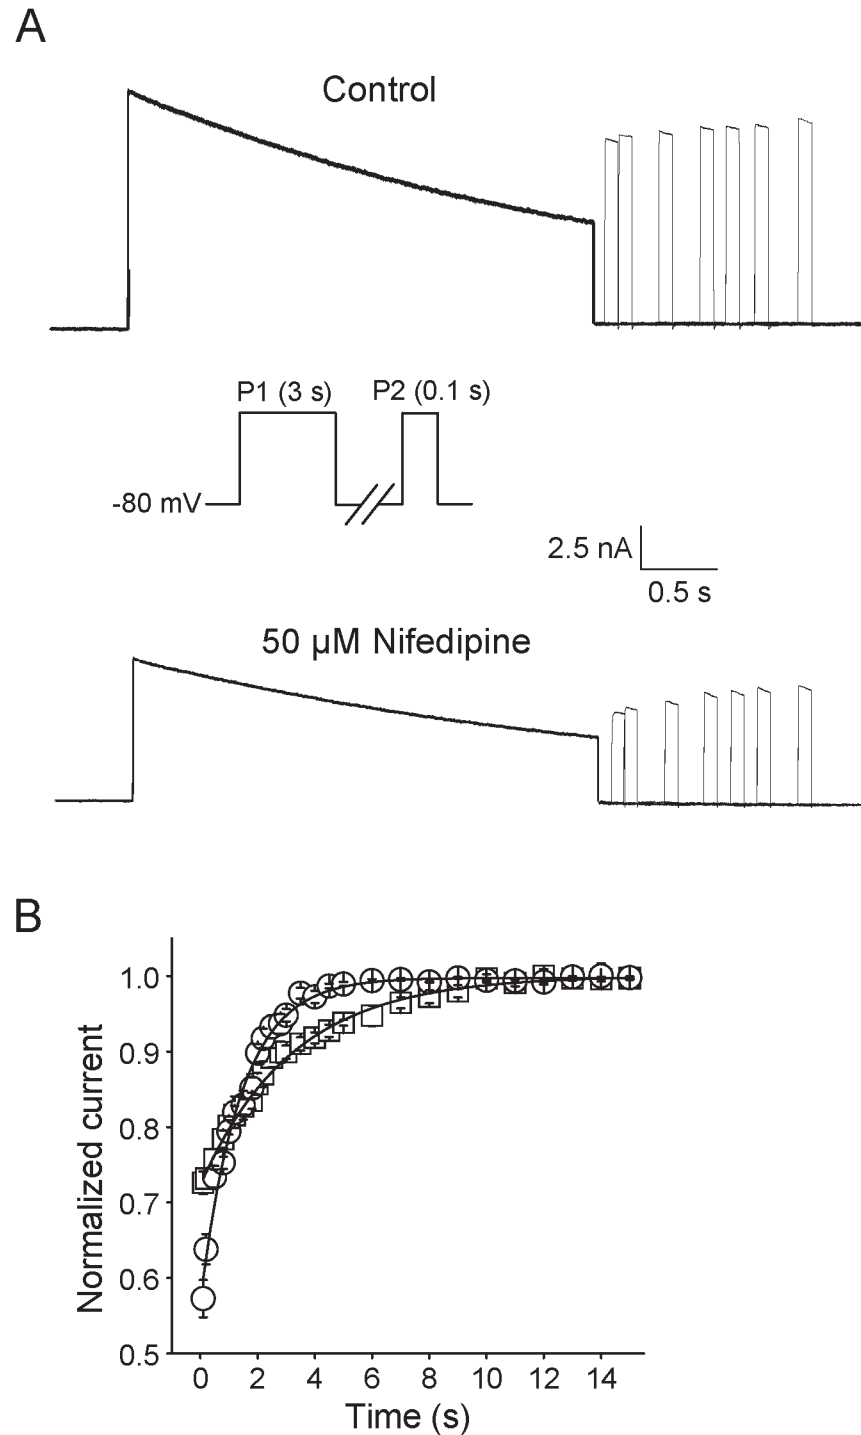 A
Control
P1 (3 s) P2 (0.1 s)
-80 mV
2.5 nA
0.5 s
50 µM Nifedipine
B
1.0
0.9
0.8
0.7
0.6
0.5
Normalized current
0 2 4 6 8 10 12 14
Time (s)